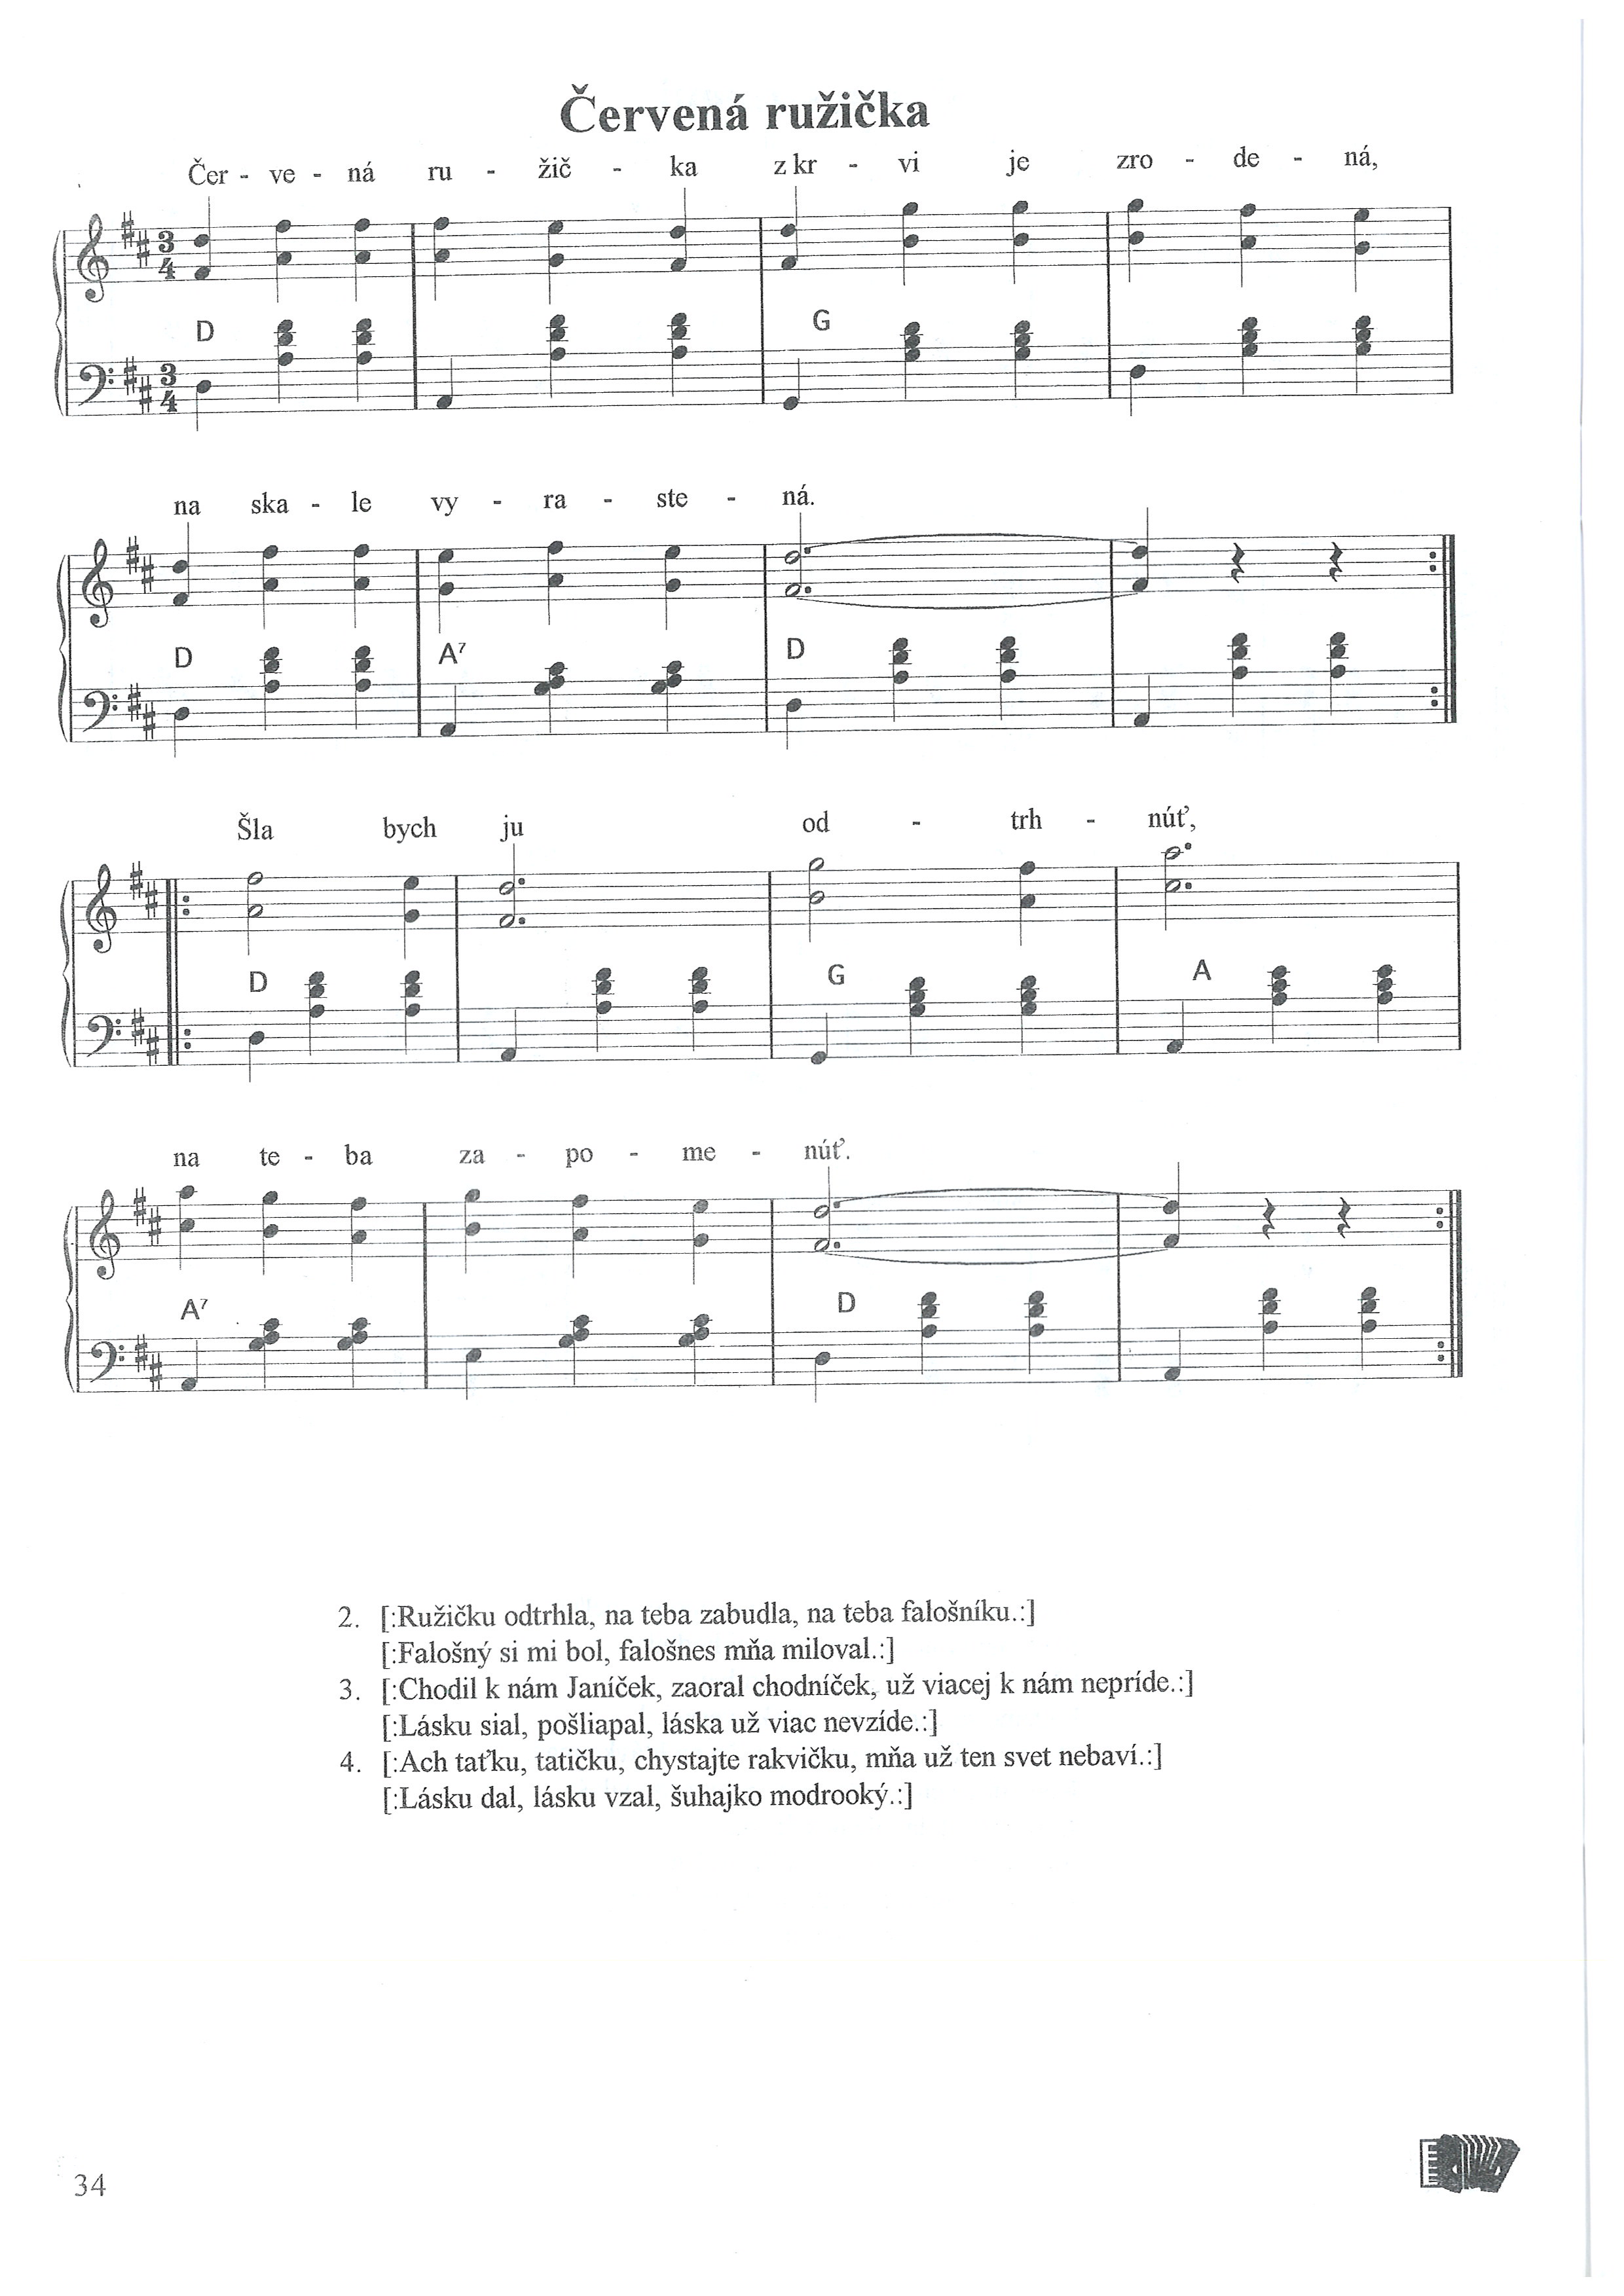 Červená ružička
Čer - ve - ná ru - žič - ka z kr - vi je zro - de - ná,
3 4
D G
3 4
na ska - le vy - ra - ste - ná.
D A7 D
Šla bych ju od - trh - núť,
D G A
na te - ba za - po - me - núť.
A7 D
2. [:Ružičku odtrhla, na teba zabudla, na teba falošníku.:]
[:Falošný si mi bol, falošnes mňa miloval.:]
3. [:Chodil k nám Janíček, zaoral chodníček, už viacej k nám nepríde.:]
[:Lásku sial, pošliapal, láska už viac nevzíde.:]
4. [:Ach taťku, tatičku, chystajte rakvičku, mňa už ten svet nebaví.:]
[:Lásku dal, lásku vzal, šuhajko modrooký.:]
34